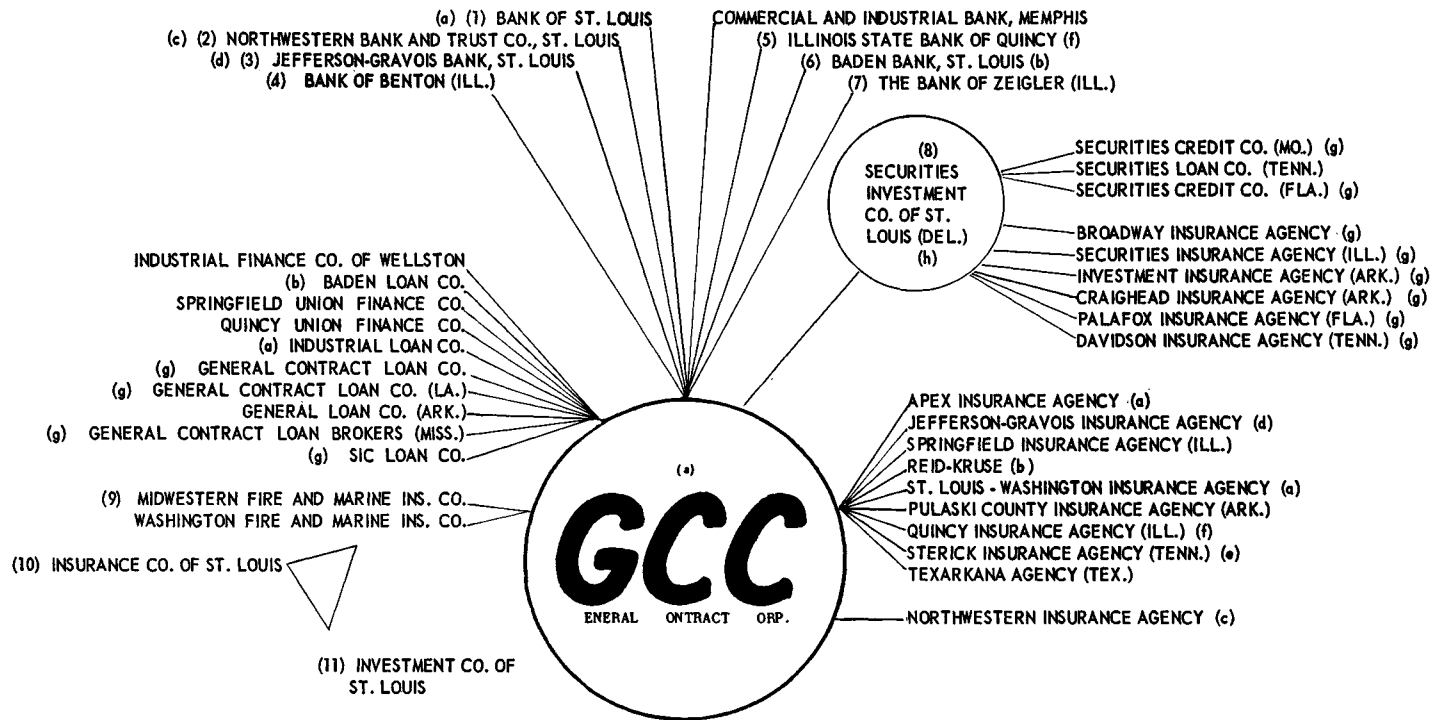 (a) (1) BANK OF ST. LOUIS
(c) (2) NORTHWESTERN BANK AND TRUST CO., ST. LOUIS
(d) (3) JEFFERSON-GRAVOIS BANK, ST. LOUIS
(4) BANK OF BENTON (ILL.)
COMMERCIAL AND INDUSTRIAL BANK, MEMPHIS
(5) ILLINOIS STATE BANK OF QUINCY (f)
(6) BADEN BANK, ST. LOUIS (b)
(7) THE BANK OF ZEIGLER (ILL.)
(8)
SECURITIES
INVESTMENT
CO. OF ST.
LOUIS (DEL.)
(h)
SECURITIES CREDIT CO. (MO.) (g)
SECURITIES LOAN CO. (TENN.)
SECURITIES CREDIT CO. (FLA.) (g)
BROADWAY INSURANCE AGENCY (g)
SECURITIES INSURANCE AGENCY (ILL.) (g)
INVESTMENT INSURANCE AGENCY (ARK.) (g)
CRAIGHEAD INSURANCE AGENCY (ARK.) (g)
PALAFOX INSURANCE AGENCY (FLA.) (g)
DAVIDSON INSURANCE AGENCY (TENN.) (g)
INDUSTRIAL FINANCE CO. OF WELLSTON
(b) BADEN LOAN CO.
SPRINGFIELD UNION FINANCE CO.
QUINCY UNION FINANCE CO.
(a) INDUSTRIAL LOAN CO.
(g) GENERAL CONTRACT LOAN CO.
(g) GENERAL CONTRACT LOAN CO. (LA.)
GENERAL LOAN CO. (ARK.)
(g) GENERAL CONTRACT LOAN BROKERS (MISS.)
(g) SIC LOAN CO.
(9) MIDWESTERN FIRE AND MARINE INS. CO.
WASHINGTON FIRE AND MARINE INS. CO.
(10) INSURANCE CO. OF ST. LOUIS
(11) INVESTMENT CO. OF
ST. LOUIS
(a)
GCC
ENERAL ONTRACT ORP.
APEX INSURANCE AGENCY (a)
JEFFERSON-GRAVOIS INSURANCE AGENCY (d)
SPRINGFIELD INSURANCE AGENCY (ILL.)
REID-KRUSE (b)
ST. LOUIS - WASHINGTON INSURANCE AGENCY (a)
PULASKI COUNTY INSURANCE AGENCY (ARK.)
QUINCY INSURANCE AGENCY (ILL.) (f)
STERICK INSURANCE AGENCY (TENN.) (e)
TEXARKANA AGENCY (TEX.)
NORTHWESTERN INSURANCE AGENCY (c)